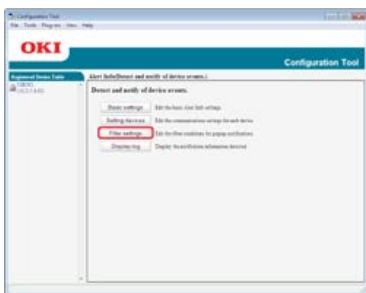 Configuration Tool
File Tools Plug-ins View Help
OKI
Configuration Tool
Registered Device Table
Alert Info(Detect and notify of device events.)
Detect and notify of device events.
Basic settings Edit the basic Alert Info settings.
Setting devices Edit the communications settings for each device.
Filter settings Edit the filter conditions for popup notifications.
Display log Display the notification information detected.